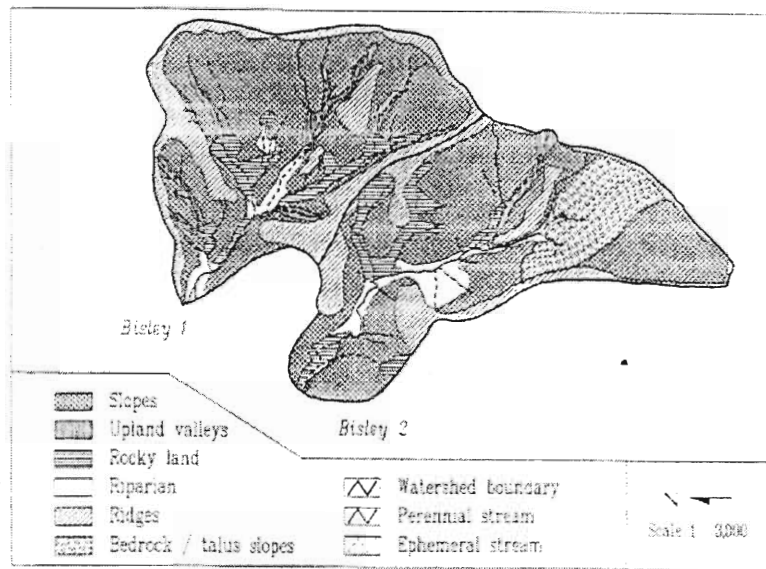 Bisley 1
Bisley 2
Slopes
Upland valleys
Rocky land
Riparian
Ridges
Bedrock / talus slopes
Watershed boundary
Perennial stream
Ephemeral stream
N
Scale 1 3,000